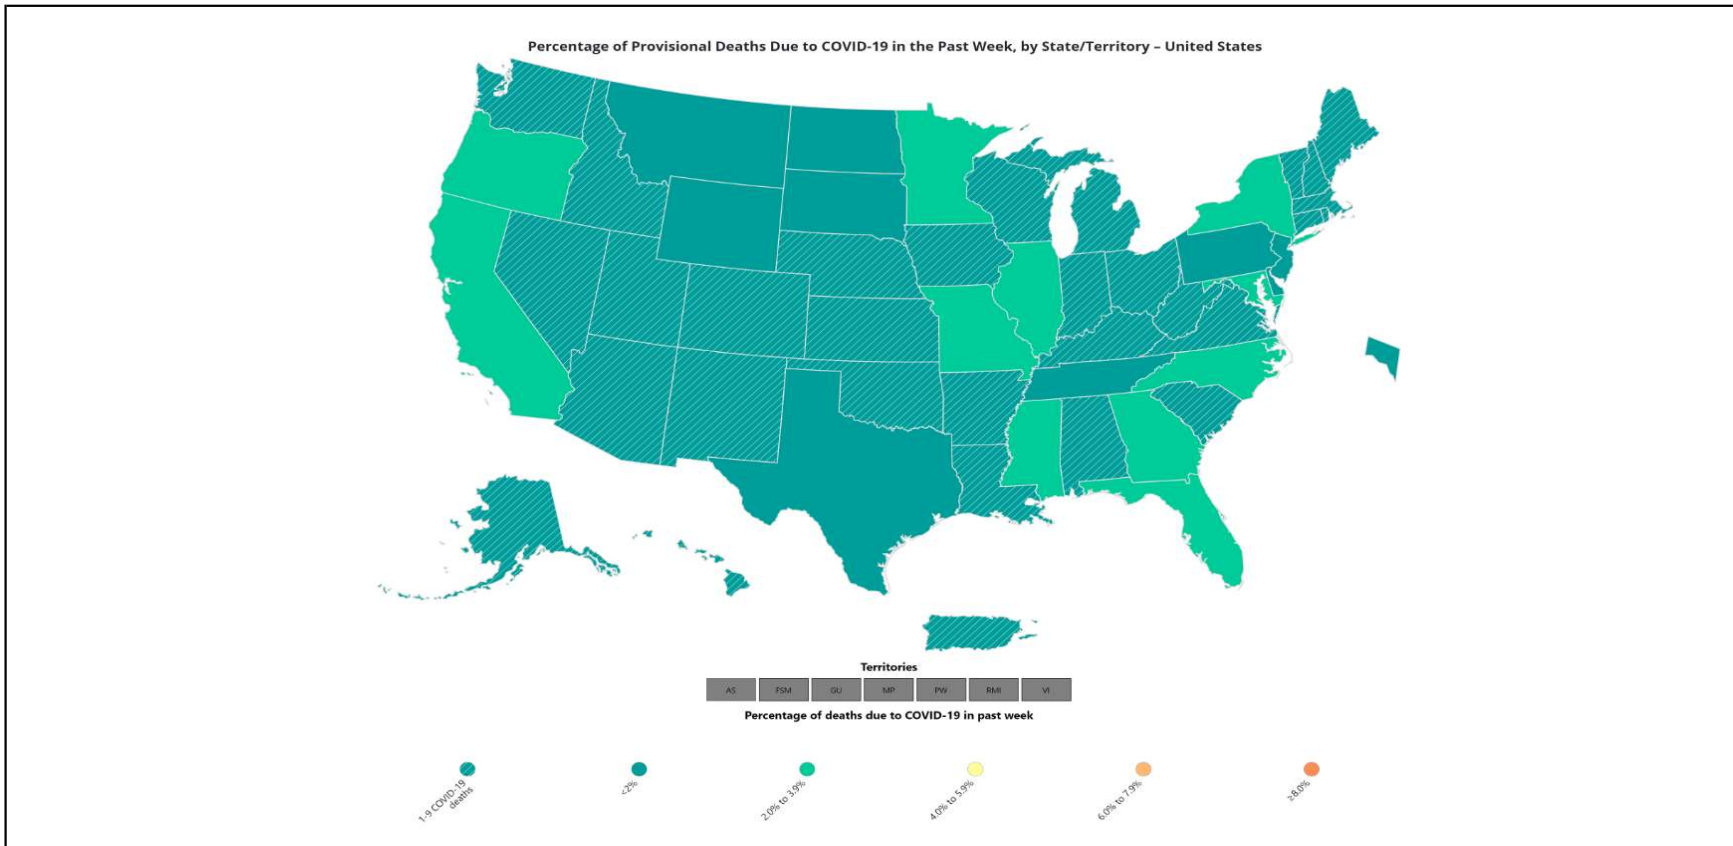 Percentage of Provisional Deaths Due to COVID-19 in the Past Week, by State/Territory – United States
Territories
AS FSM GU MP PW RMI VI
Percentage of deaths due to COVID-19 in past week
1-9 COVID-19
deaths
<2%
2.0% to 3.9%
4.0% to 5.9%
6.0% to 7.9%
≥8.0%